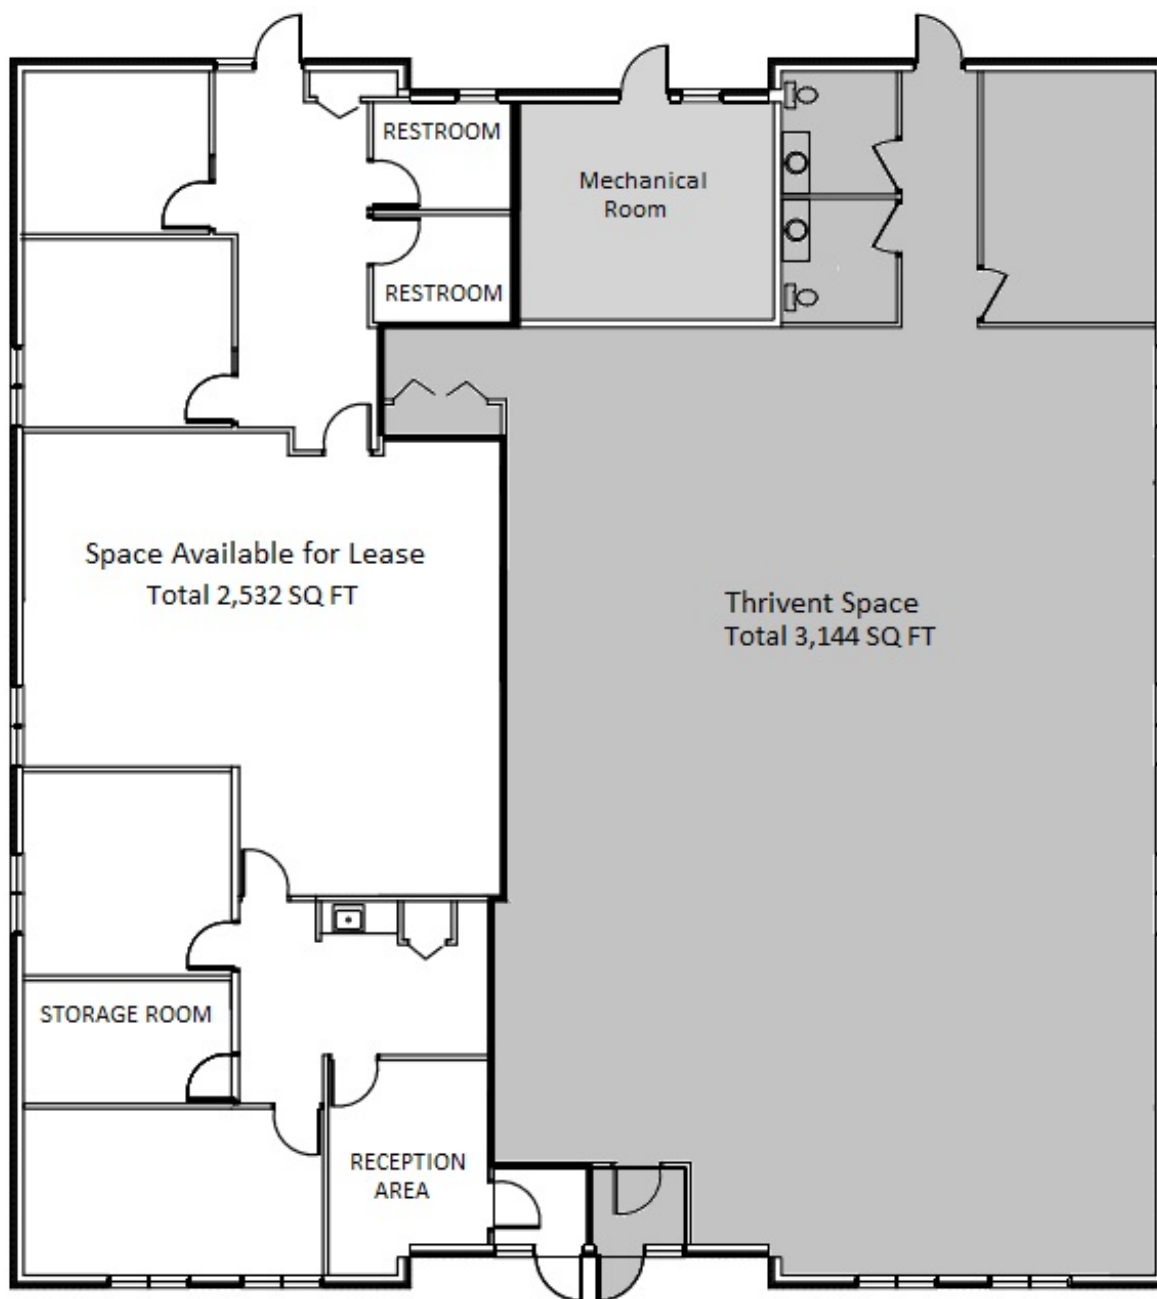 RESTROOM
Mechanical
Room
RESTROOM
Space Available for Lease
Total 2,532 SQ FT
Thrivent Space
Total 3,144 SQ FT
STORAGE ROOM
RECEPTION
AREA